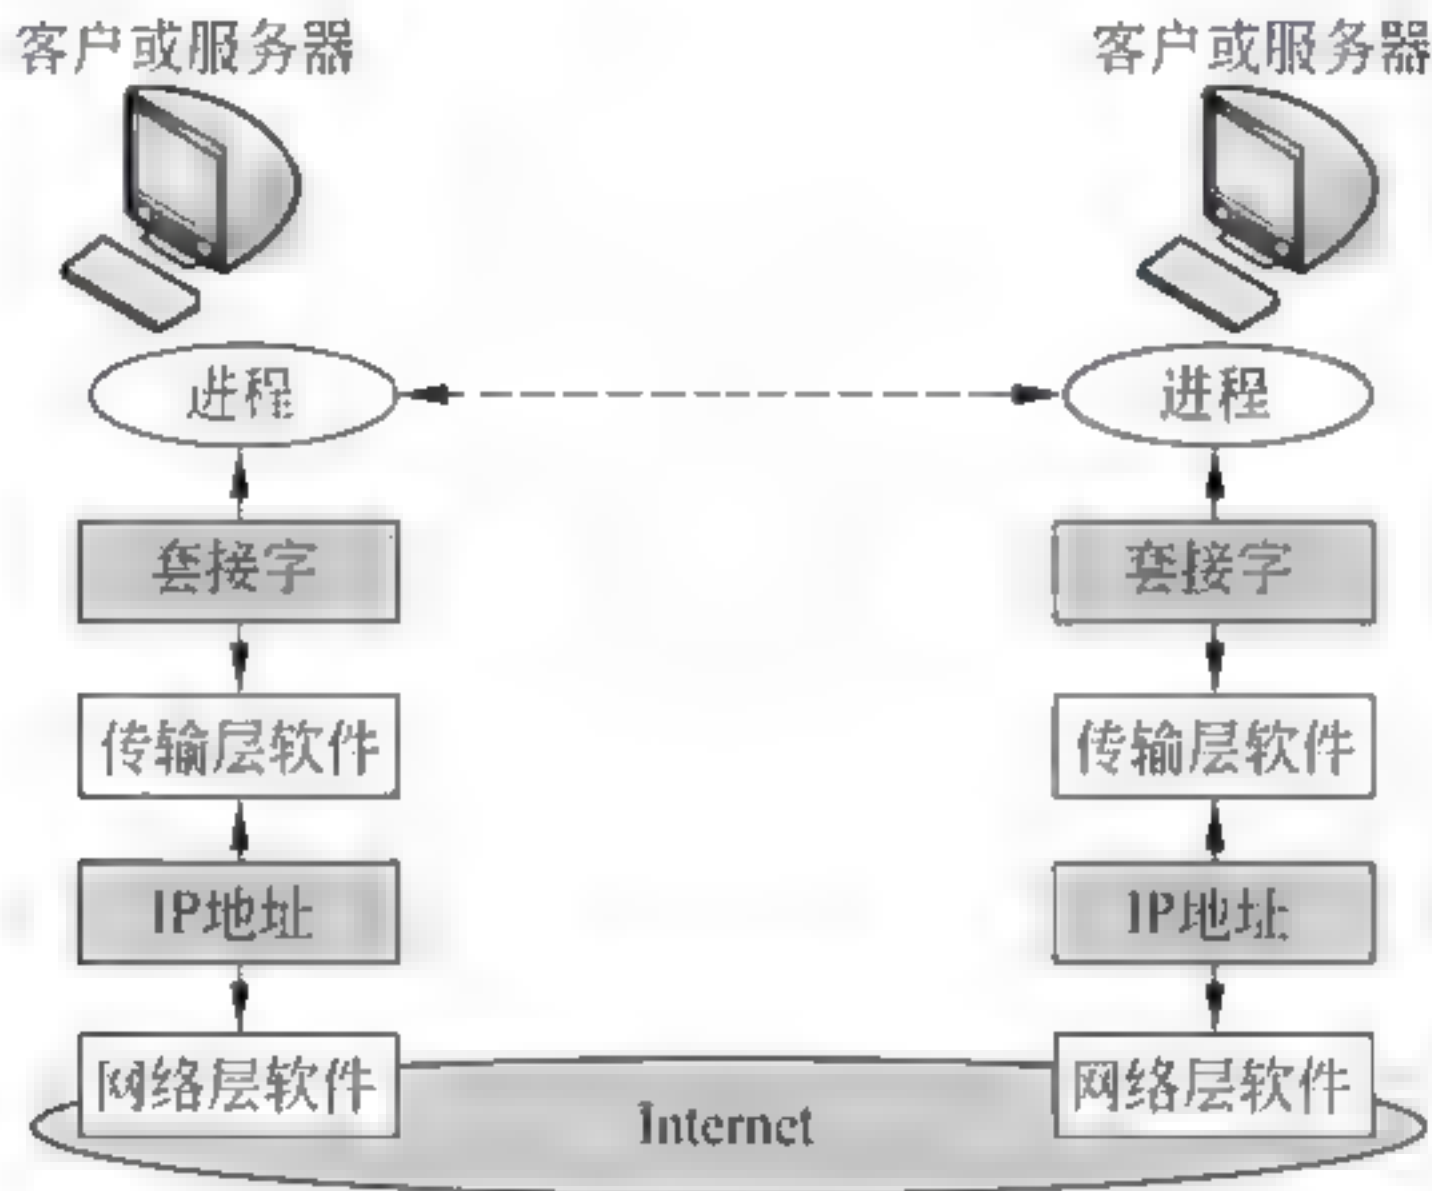 客户或服务器
客户或服务器
进程
进程
套接字
套接字
传输层软件
传输层软件
IP地址
IP地址
网络层软件
网络层软件
Internet